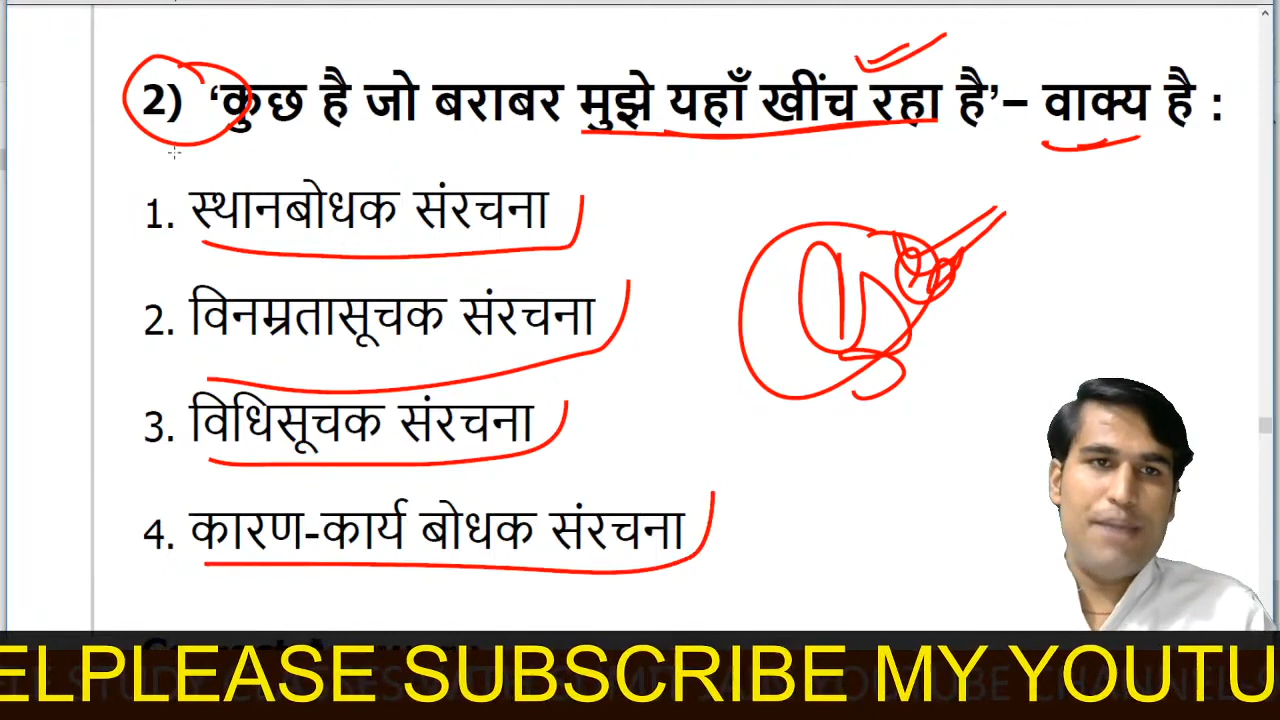 2) ‘कुछ है जो बराबर मुझे यहाँ खींच रहा है’– वाक्य है :
1. स्थानबोधक संरचना
2. विनम्रतासूचक संरचना
3. विधिसूचक संरचना
4. कारण-कार्य बोधक संरचना
ELPLEASE SUBSCRIBE MY YOUTU